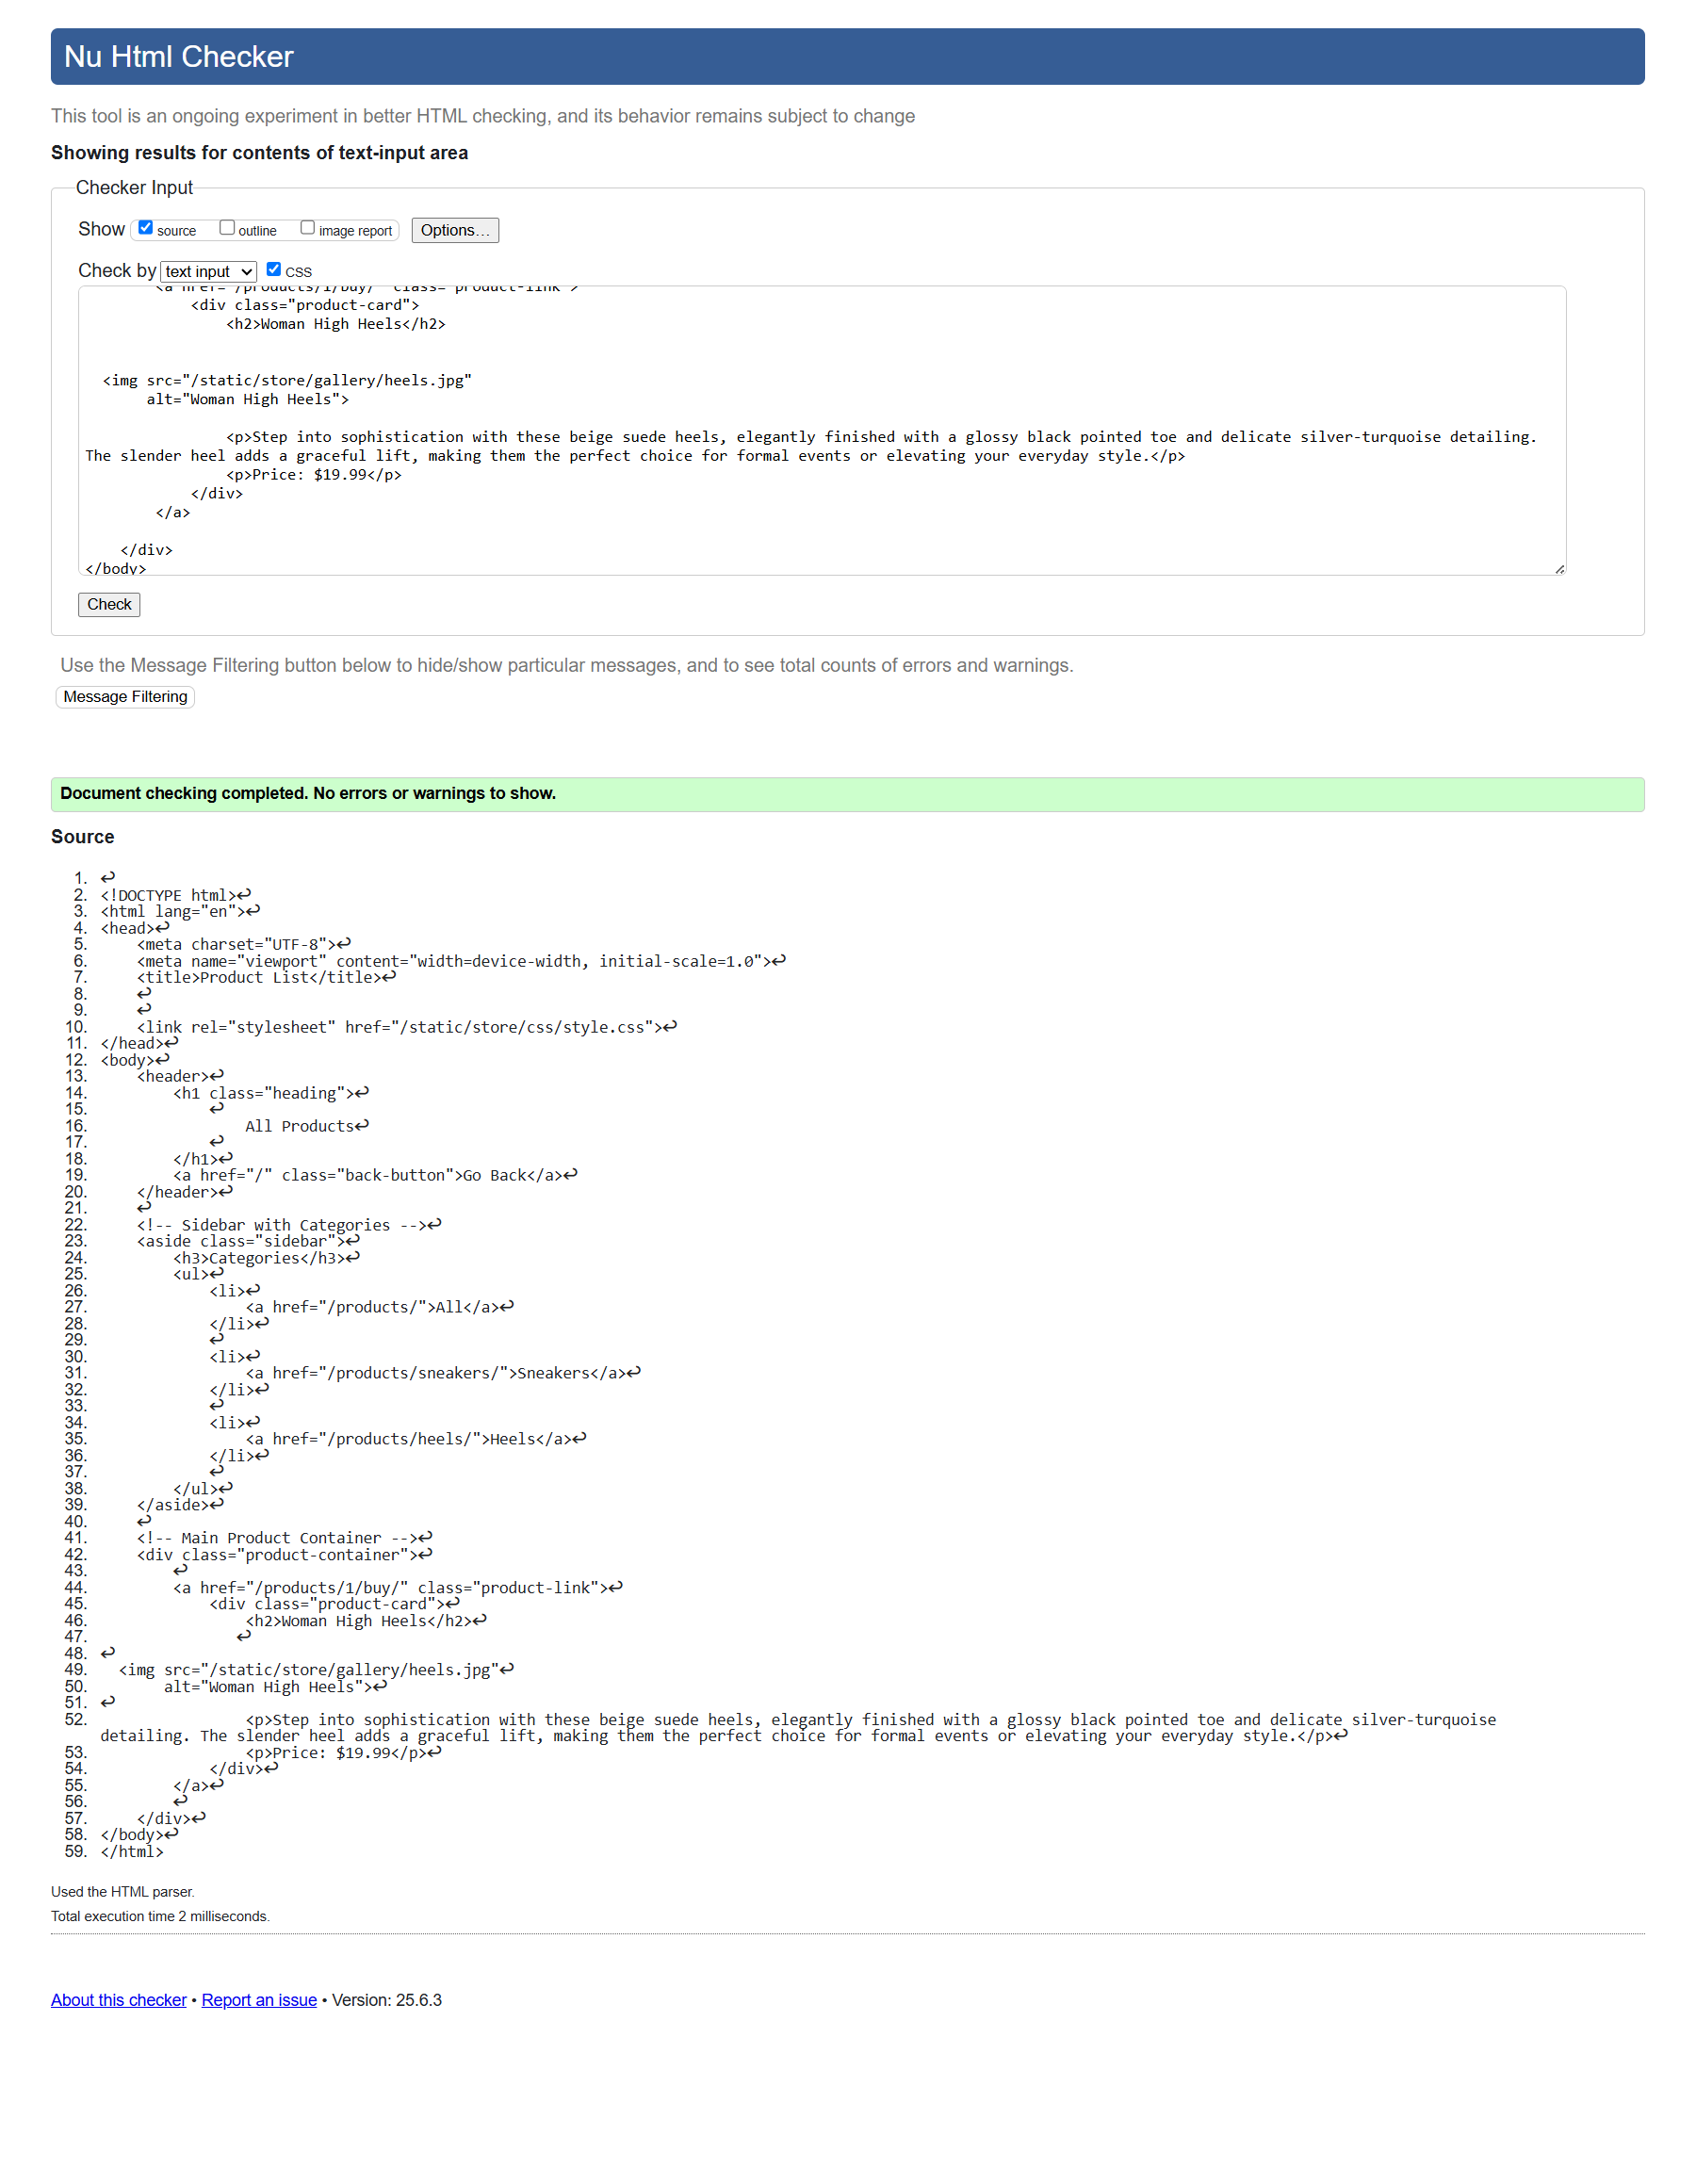 Nu Html Checker
This tool is an ongoing experiment in better HTML checking, and its behavior remains subject to change
Showing results for contents of text-input area
Checker Input
Show source outline image report Options…
Check by text input CSS
<a href="/products/1/buy/" class="product-link">
<div class="product-card">
<h2>Woman High Heels</h2>
<img src="/static/store/gallery/heels.jpg"
alt="Woman High Heels">
<p>Step into sophistication with these beige suede heels, elegantly finished with a glossy black pointed toe and delicate silver-turquoise detailing.
The slender heel adds a graceful lift, making them the perfect choice for formal events or elevating your everyday style.</p>
<p>Price: $19.99</p>
</div>
</a>
</div>
</body>
Check
Use the Message Filtering button below to hide/show particular messages, and to see total counts of errors and warnings.
Message Filtering
Document checking completed. No errors or warnings to show.
Source
1. ↩
2. <!DOCTYPE html>↩
3. <html lang="en">↩
4. <head>↩
5. <meta charset="UTF-8">↩
6. <meta name="viewport" content="width=device-width, initial-scale=1.0">↩
7. <title>Product List</title>↩
8. ↩
9. ↩
10. <link rel="stylesheet" href="/static/store/css/style.css">↩
11. </head>↩
12. <body>↩
13. <header>↩
14. <h1 class="heading">↩
15. ↩
16. All Products↩
17. ↩
18. </h1>↩
19. <a href="/" class="back-button">Go Back</a>↩
20. </header>↩
21. ↩
22. <!-- Sidebar with Categories -->↩
23. <aside class="sidebar">↩
24. <h3>Categories</h3>↩
25. <ul>↩
26. <li>↩
27. <a href="/products/">All</a>↩
28. </li>↩
29. ↩
30. <li>↩
31. <a href="/products/sneakers/">Sneakers</a>↩
32. </li>↩
33. ↩
34. <li>↩
35. <a href="/products/heels/">Heels</a>↩
36. </li>↩
37. ↩
38. </ul>↩
39. </aside>↩
40. ↩
41. <!-- Main Product Container -->↩
42. <div class="product-container">↩
43. ↩
44. <a href="/products/1/buy/" class="product-link">↩
45. <div class="product-card">↩
46. <h2>Woman High Heels</h2>↩
47. ↩
48. ↩
49. <img src="/static/store/gallery/heels.jpg"↩
50. alt="Woman High Heels">↩
51. ↩
52. <p>Step into sophistication with these beige suede heels, elegantly finished with a glossy black pointed toe and delicate silver-turquoise
detailing. The slender heel adds a graceful lift, making them the perfect choice for formal events or elevating your everyday style.</p>↩
53. <p>Price: $19.99</p>↩
54. </div>↩
55. </a>↩
56. ↩
57. </div>↩
58. </body>↩
59. </html>
Used the HTML parser.
Total execution time 2 milliseconds.
About this checker • Report an issue • Version: 25.6.3